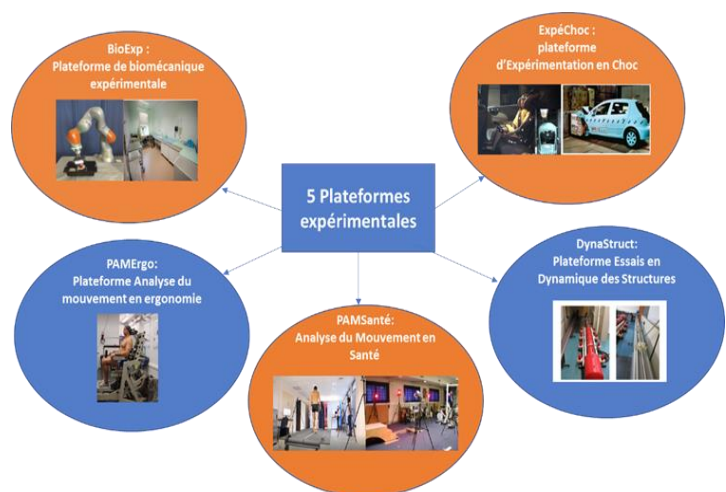 BioExp :
Plateforme de biomécanique
expérimentale
ExpéChoc :
plateforme
d'Expérimentation en Choc
5 Plateformes
expérimentales
PAMErgo:
Plateforme Analyse du
mouvement en ergonomie
PAMSanté:
Analyse du Mouvement en
Santé
DynaStruct:
Plateforme Essais en
Dynamique des Structures